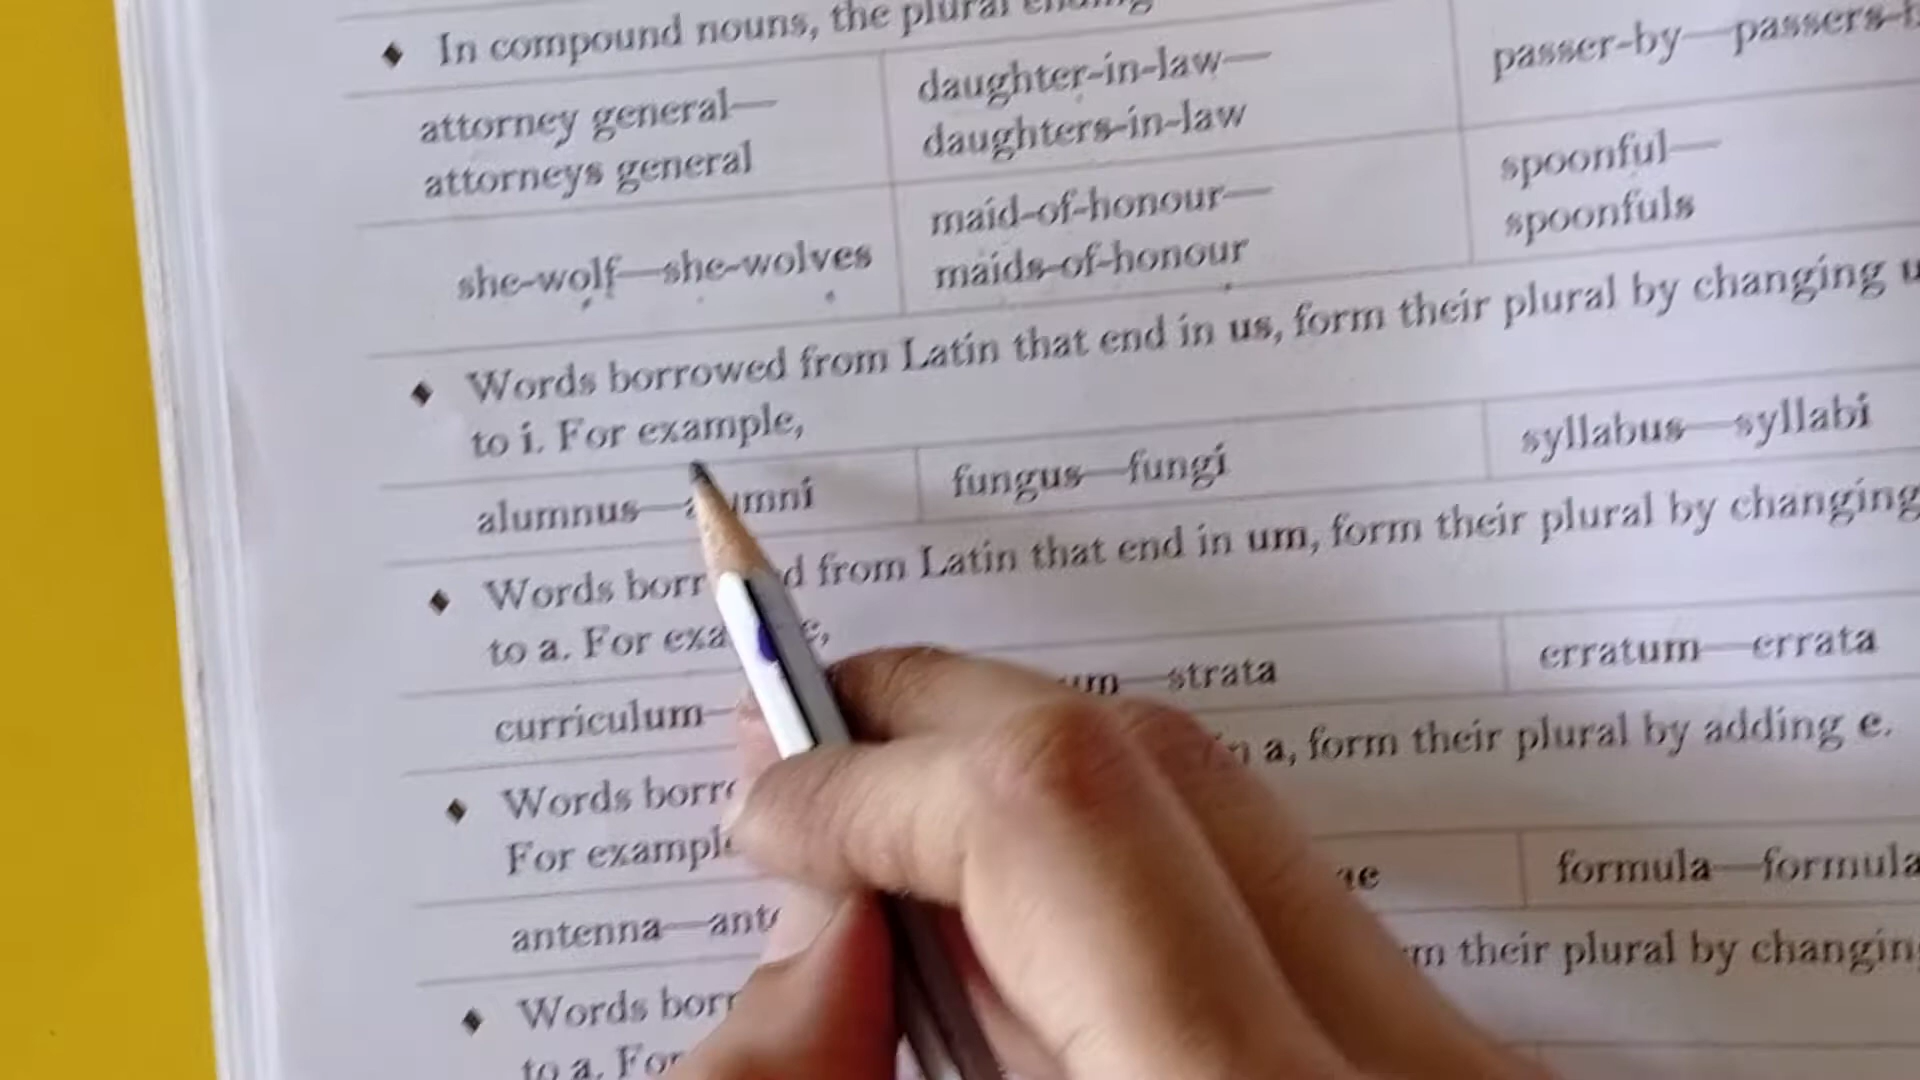 In compound nouns, the plural ending
attorney general— daughter-in-law— passer-by—passers-b
attorneys general daughters-in-law
she-wolf—she-wolves maid-of-honour— spoonful—
maids-of-honour spoonfuls
Words borrowed from Latin that end in us, form their plural by changing u
to i. For example,
alumnus— fungus—fungi syllabus—syllabi
Words from Latin that end in um, form their plural by changing
to a. For
curriculum— strata erratum—errata
Words a, form their plural by adding e.
For
antenna— formula—formula
Words their plural by changing
to a. For